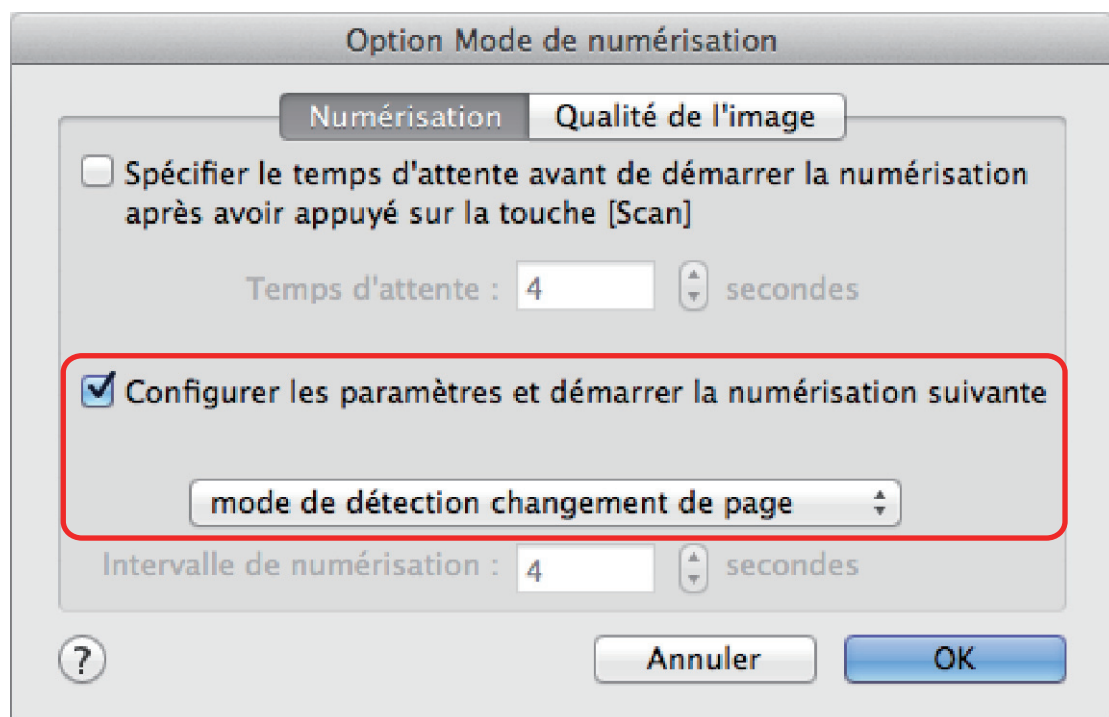 Option Mode de numérisation
Numérisation Qualité de l'image
Spécifier le temps d'attente avant de démarrer la numérisation
après avoir appuyé sur la touche [Scan]
Temps d'attente : 4 secondes
Configurer les paramètres et démarrer la numérisation suivante
mode de détection changement de page
Intervalle de numérisation : 4 secondes
? Annuler OK